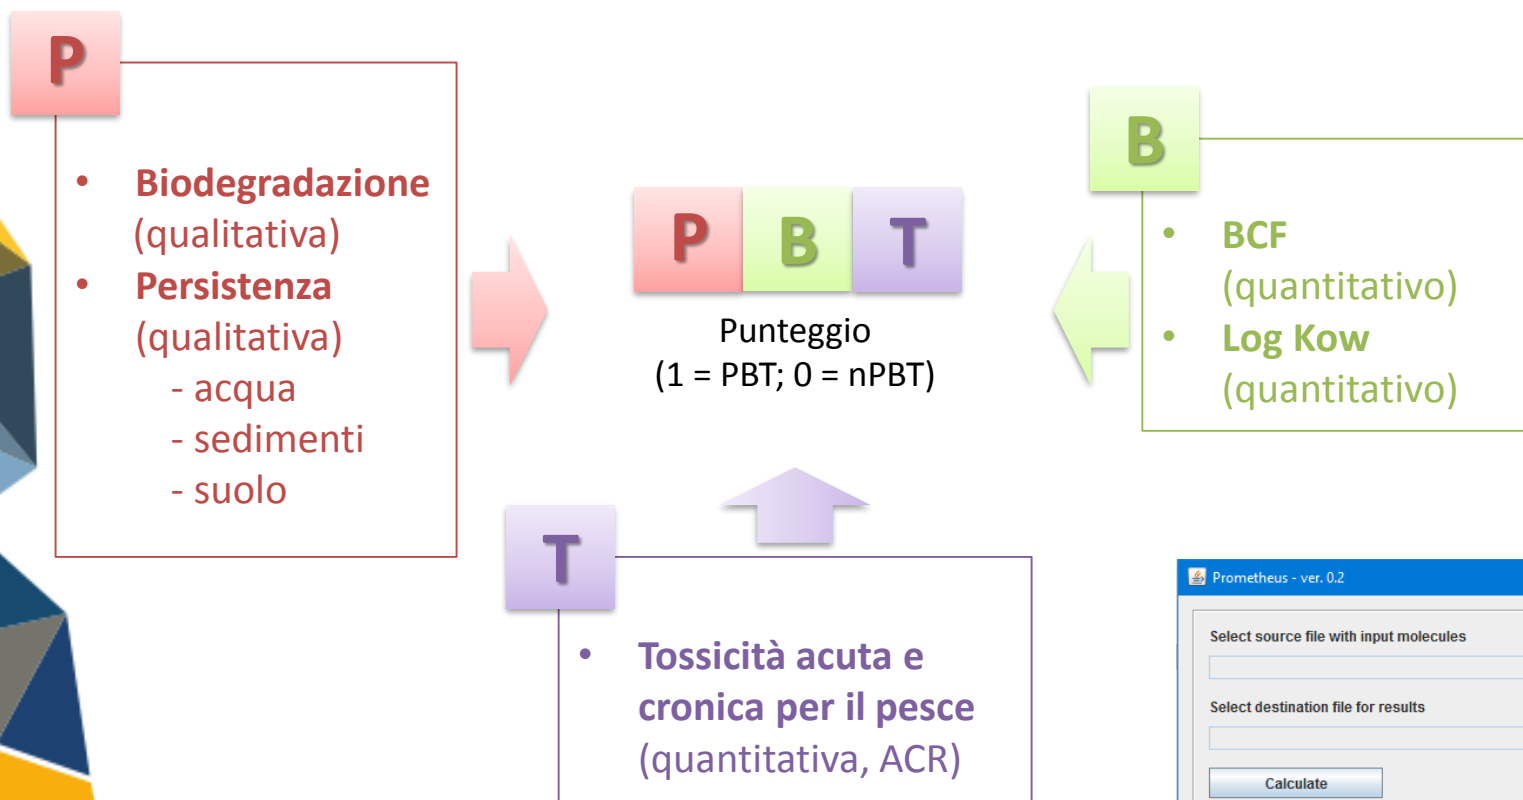 P
• Biodegradazione
(qualitativa)
• Persistenza
(qualitativa)
- acqua
- sedimenti
- suolo
P B T
Punteggio
(1 = PBT; 0 = nPBT)
B
• BCF
(quantitativo)
• Log Kow
(quantitativo)
T
• Tossicità acuta e
cronica per il pesce
(quantitativa, ACR)
Prometheus - ver. 0.2
Select source file with input molecules
Select destination file for results
Calculate